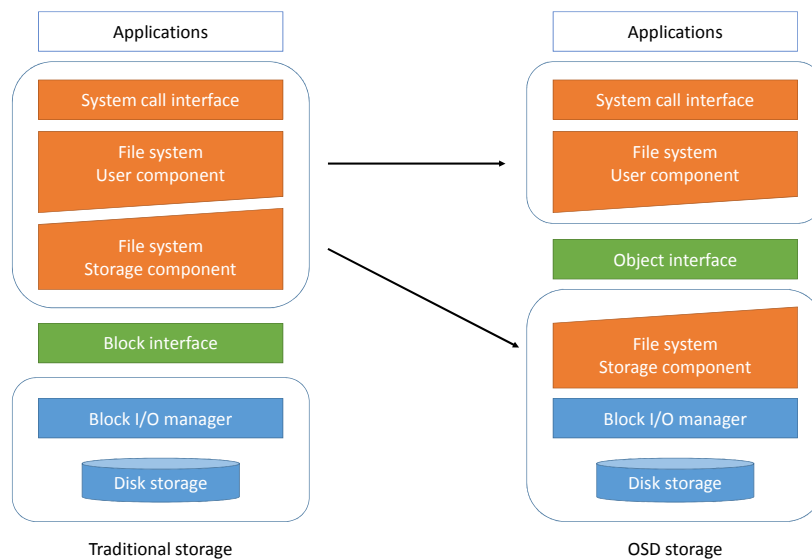 Applications
System call interface
File system
User component
File system
Storage component
Block interface
Block I/O manager
Disk storage
Traditional storage
Applications
System call interface
File system
User component
Object interface
File system
Storage component
Block I/O manager
Disk storage
OSD storage